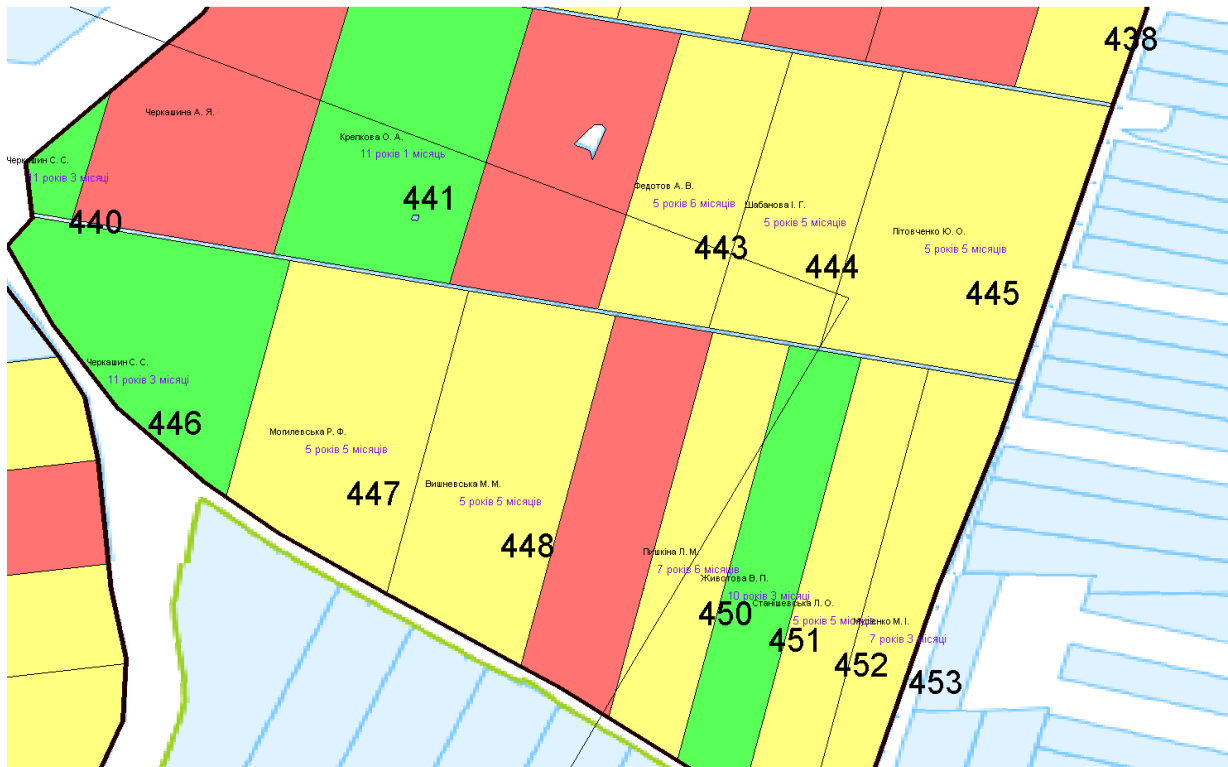 438
Черкашина А. Я.
Крепкова О. А.
11 років 1 місяць
441
Черкашин С. С.
11 років 3 місяці
440
Федотов А. В.
5 років 6 місяців
443
Шабанова І. Г.
5 років 5 місяців
444
Літовченко Ю. О.
5 років 5 місяців
445
Черкашин С. С.
11 років 3 місяці
446
Могилевська Р. Ф.
5 років 5 місяців
447
Вишневська М. М.
5 років 5 місяців
448
Пишкіна Л. М.
7 років 6 місяців
450
Животова В. П.
10 років 3 місяці
451
Станішевська Л. О.
5 років 5 місяців
452
М. І.
7 років 3 місяці
453